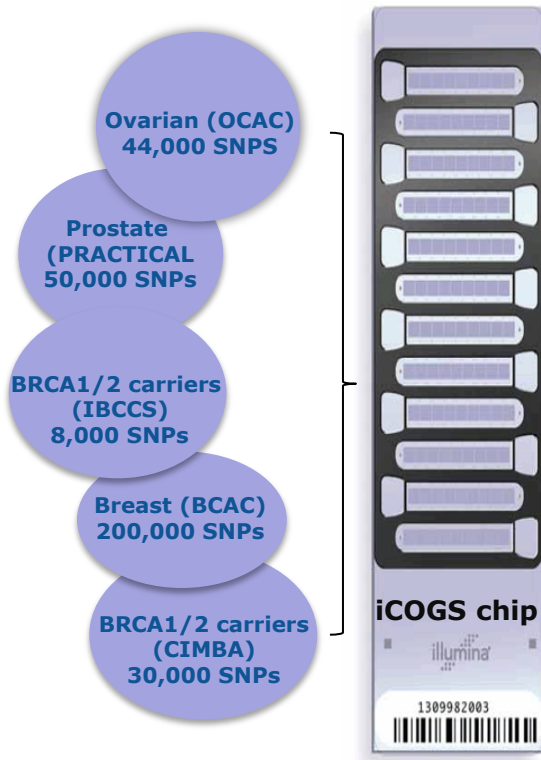 Ovarian (OCAC)
44,000 SNPS
Prostate
(PRACTICAL
50,000 SNPs
BRCA1/2 carriers
(IBCCS)
8,000 SNPs
Breast (BCAC)
200,000 SNPs
BRCA1/2 carriers
(CIMBA)
30,000 SNPs
iCOGS chip
illumina
1309982003